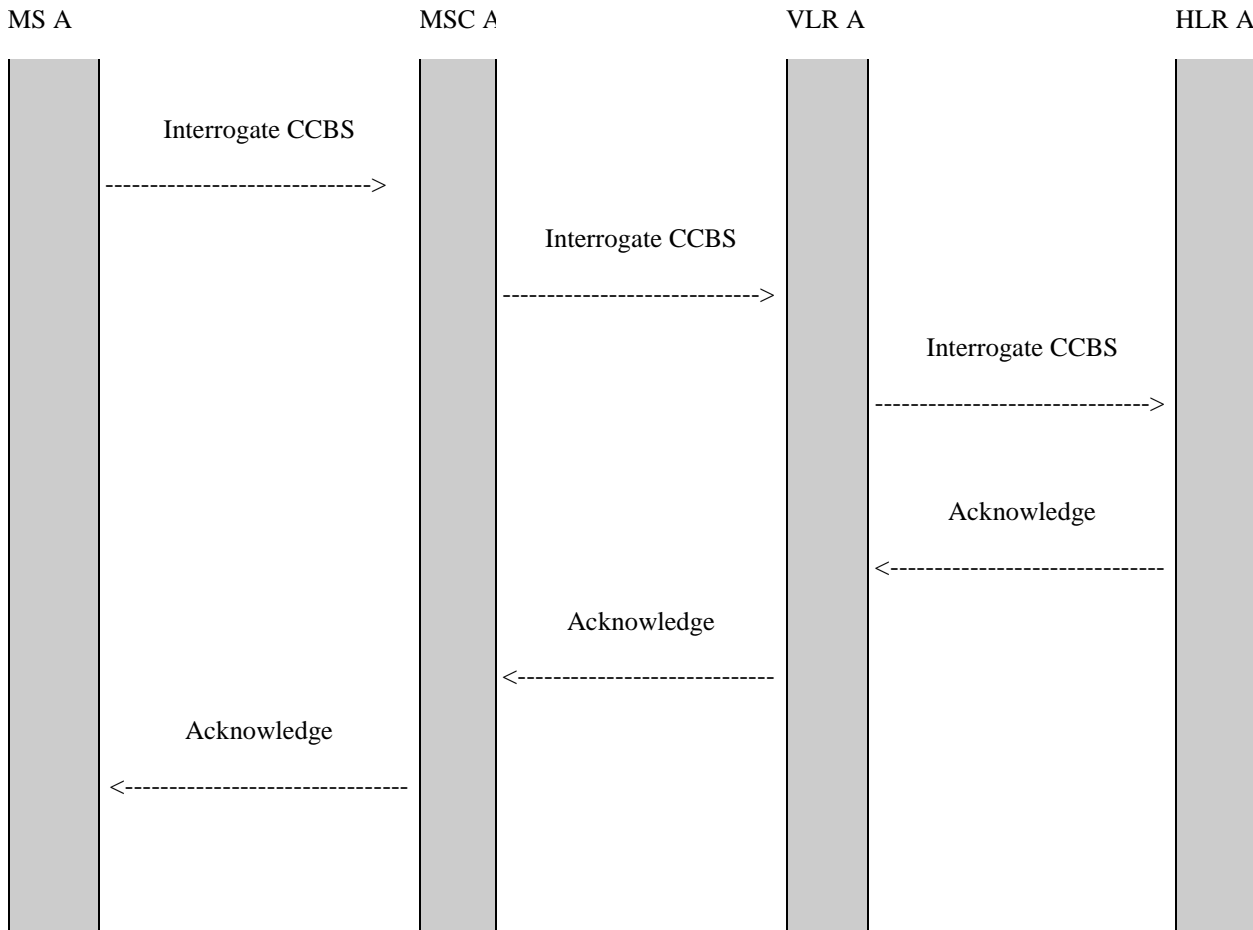 MS A MSC A VLR A HLR A
Interrogate CCBS
Interrogate CCBS
Interrogate CCBS
Acknowledge
Acknowledge
Acknowledge